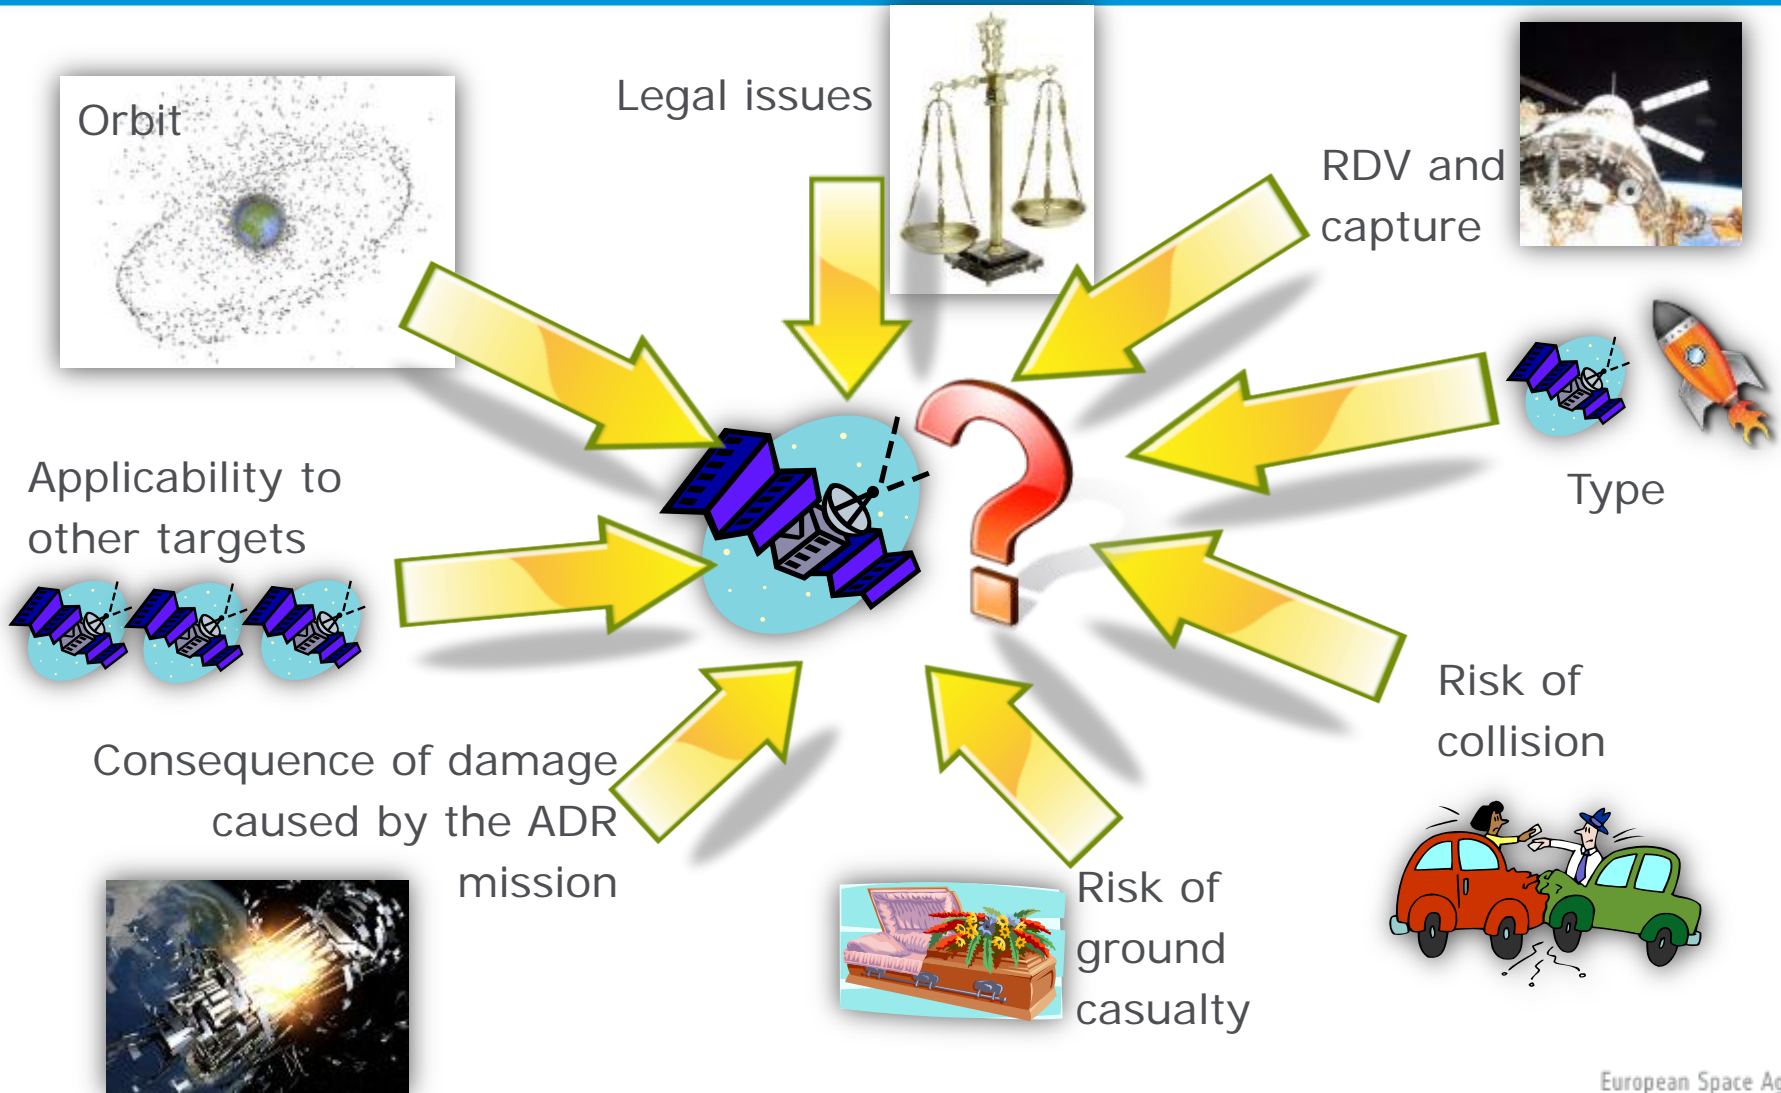 Orbit
Legal issues
RDV and
capture
Type
Applicability to
other targets
Risk of
collision
Consequence of damage
caused by the ADR
mission
Risk of
ground
casualty
European Space Ag